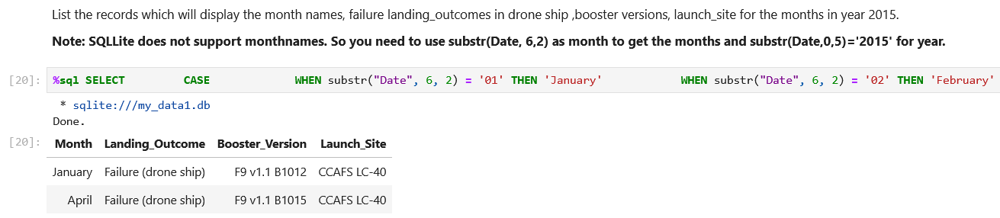 List the records which will display the month names, failure landing_outcomes in drone ship ,booster versions, launch_site for the months in year 2015.
Note: SQLLite does not support monthnames. So you need to use substr(Date, 6,2) as month to get the months and substr(Date,0,5)='2015' for year.
[20]: %sql SELECT CASE WHEN substr("Date", 6, 2) = '01' THEN 'January' WHEN substr("Date", 6, 2) = '02' THEN 'February'
* sqlite:///my_data1.db
Done.
[20]: Month Landing_Outcome Booster_Version Launch_Site
January Failure (drone ship) F9 v1.1 B1012 CCAFS LC-40
April Failure (drone ship) F9 v1.1 B1015 CCAFS LC-40